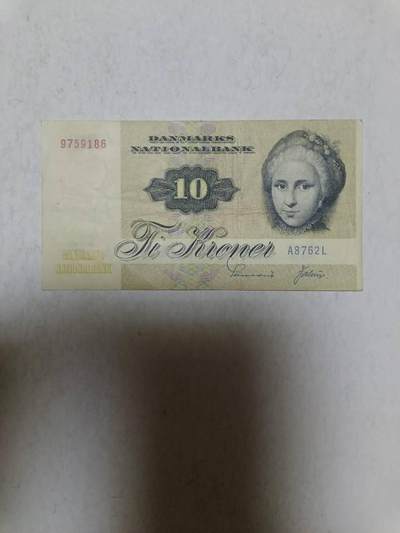 DANMARKS
NATIONALBANK
9759186
10
Ti Kroner
A8762L